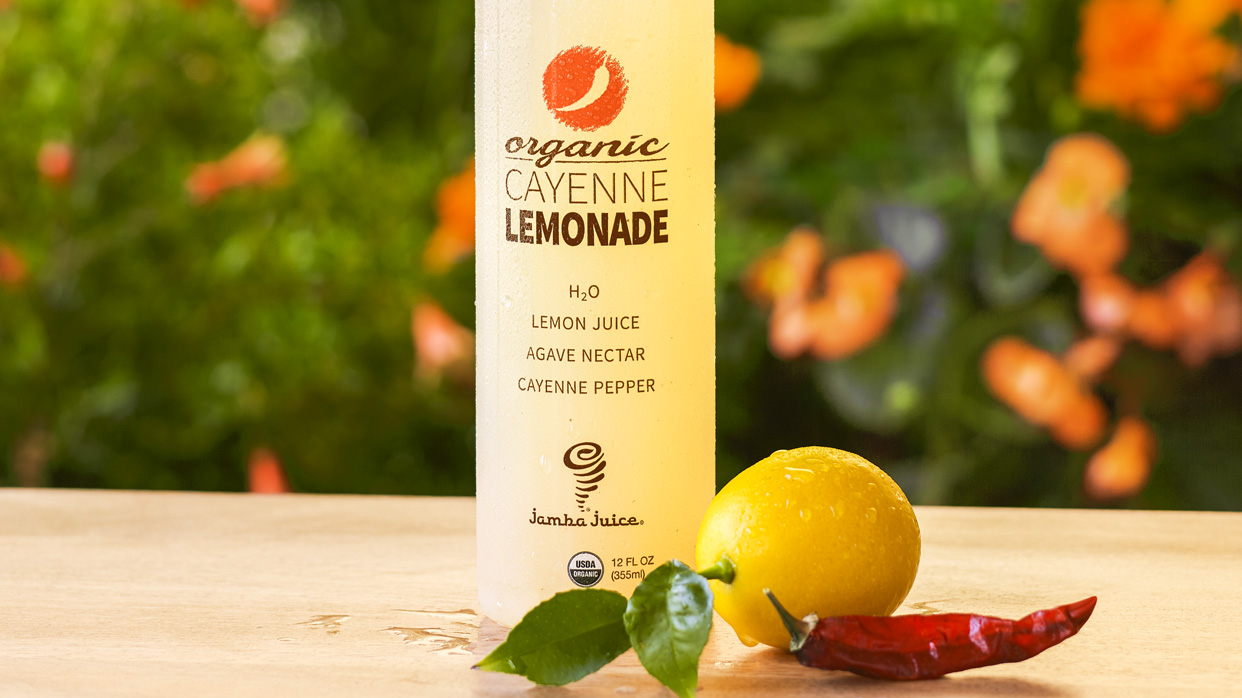 organic
CAYENNE
LEMONADE
H₂O
LEMON JUICE
AGAVE NECTAR
CAYENNE PEPPER
Jamba Juice®
USDA
ORGANIC
12 FL OZ
(355ml)